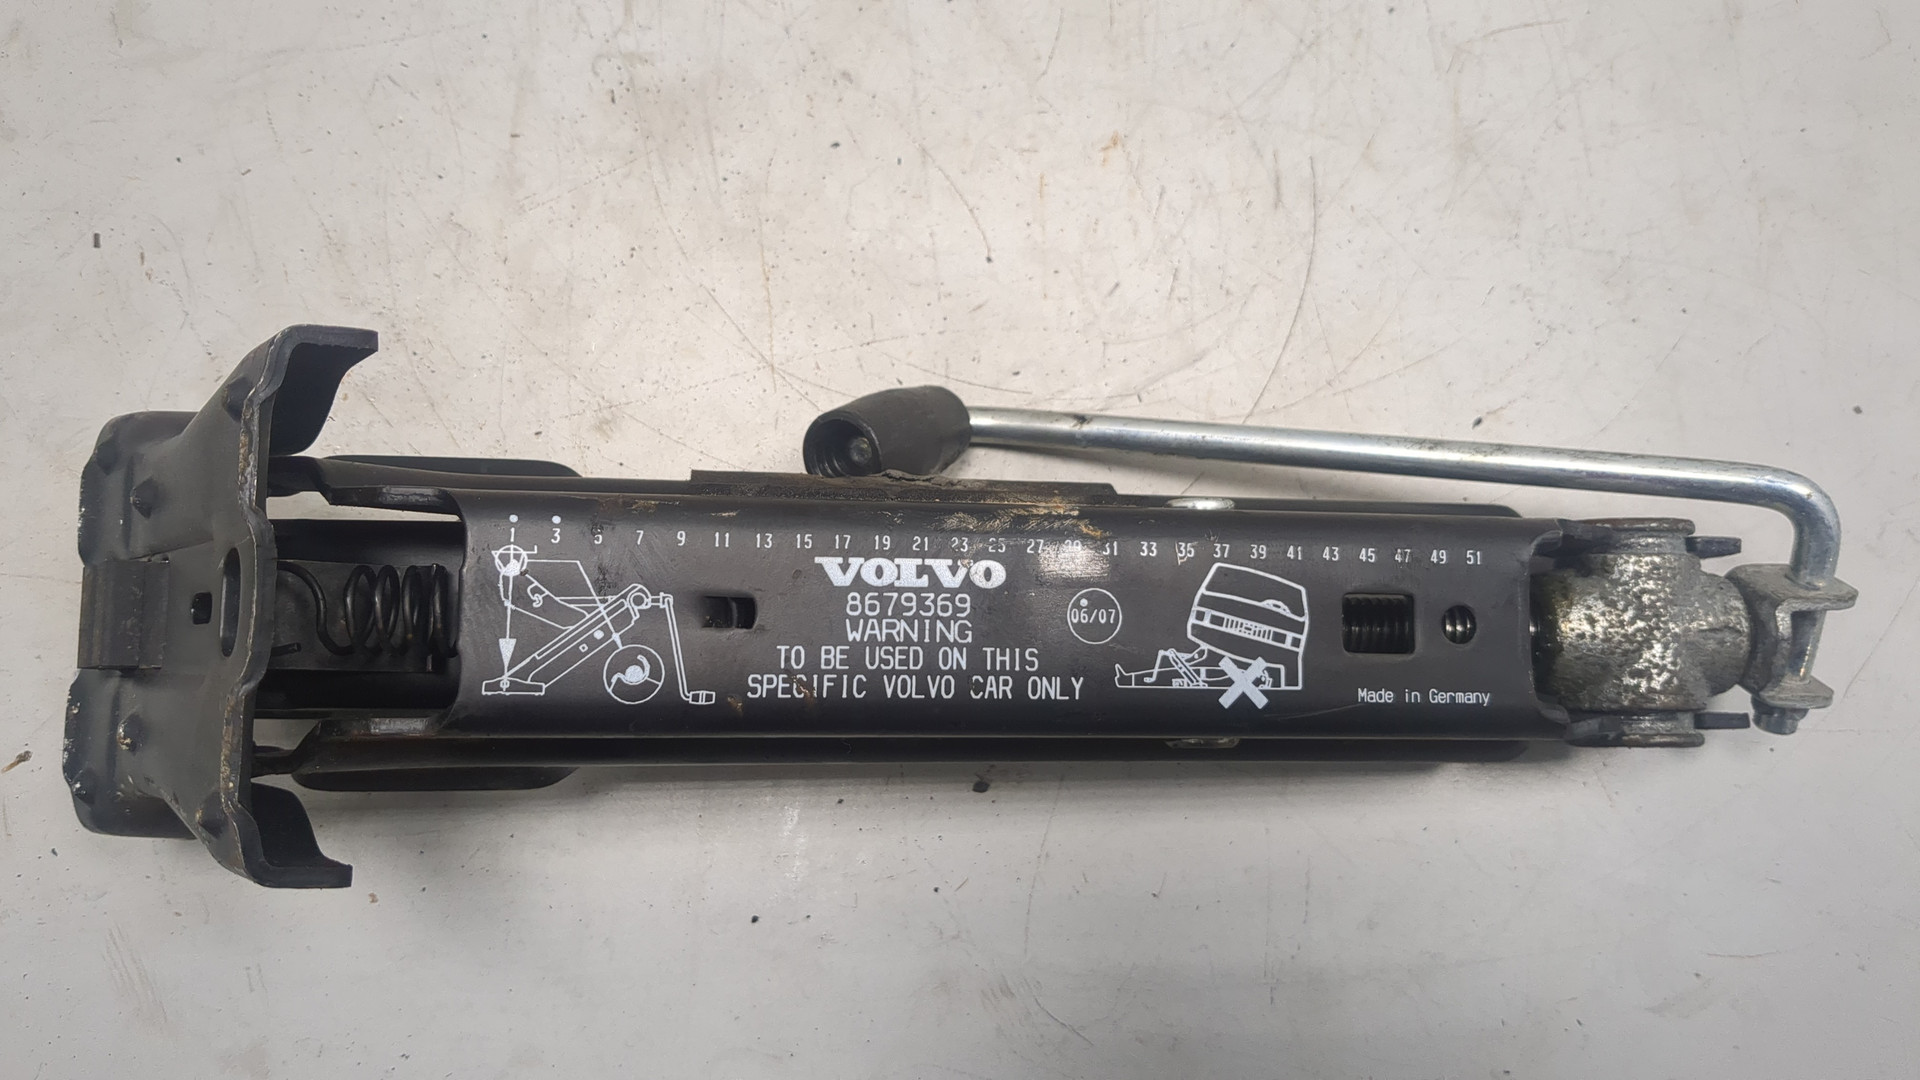 1 3 5 7 9 11 13 15 17 19 21 23 25 27 29 31 33 35 37 39 41 43 45 47 49 51
VOLVO
8679369
WARNING
TO BE USED ON THIS
SPECIFIC VOLVO CAR ONLY
06/07
Made in Germany